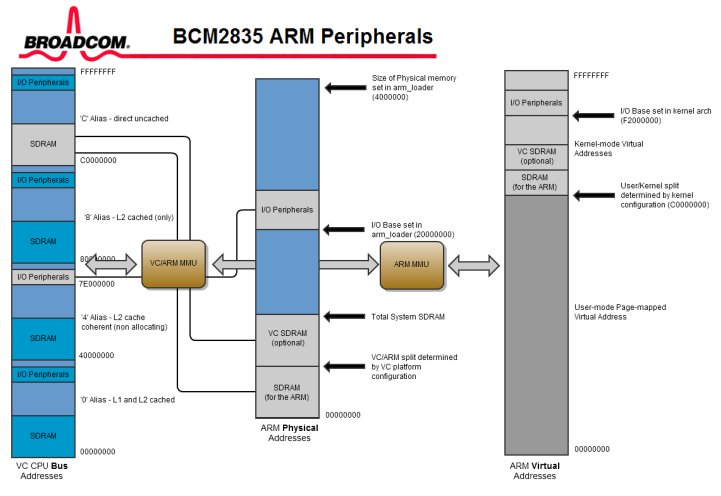 BROADCOM.
BCM2835 ARM Peripherals
FFFFFFFF
I/O Peripherals
'C' Alias - direct uncached
SDRAM
C0000000
I/O Peripherals
'8' Alias - L2 cached (only)
SDRAM
80000000
I/O Peripherals
7E000000
'4' Alias - L2 cache
coherent (non allocating)
SDRAM
40000000
I/O Peripherals
'0' Alias - L1 and L2 cached
SDRAM
00000000
VC CPU Bus
Addresses
VC/ARM MMU
Size of Physical memory
set in arm_loader
(4000000)
I/O Peripherals
I/O Base set in
arm_loader (20000000)
Total System SDRAM
VC SDRAM
(optional)
VC/ARM split determined
by VC platform
configuration
SDRAM
(for the ARM)
00000000
ARM Physical
Addresses
ARM MMU
FFFFFFFF
I/O Peripherals
I/O Base set in kernel arch
(F2000000)
VC SDRAM
(optional)
Kernel-mode Virtual
Addresses
SDRAM
(for the ARM)
User/Kernel split
determined by kernel
configuration (C0000000)
User-mode Page-mapped
Virtual Address
00000000
ARM Virtual
Addresses